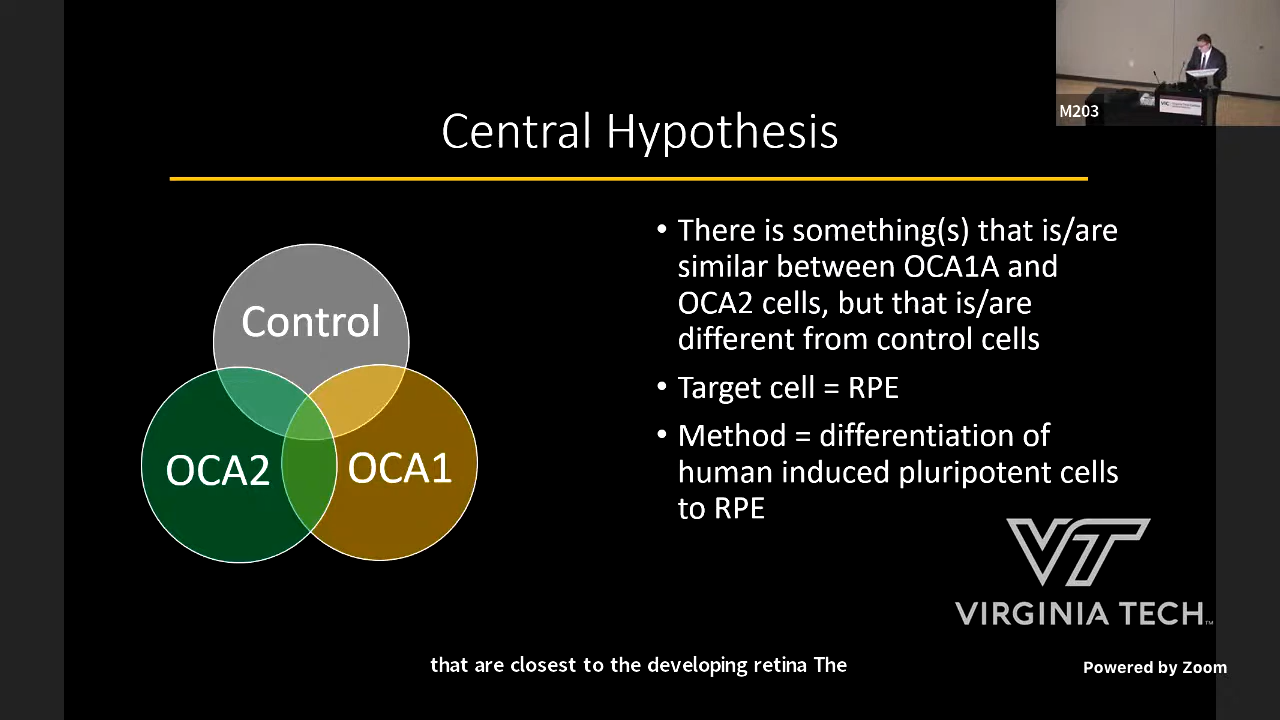 M203
Central Hypothesis
Control
OCA2
OCA1
• There is something(s) that is/are
similar between OCA1A and
OCA2 cells, but that is/are
different from control cells
• Target cell = RPE
• Method = differentiation of
human induced pluripotent cells
to RPE
VT
VIRGINIA TECH™
that are closest to the developing retina The
Powered by Zoom